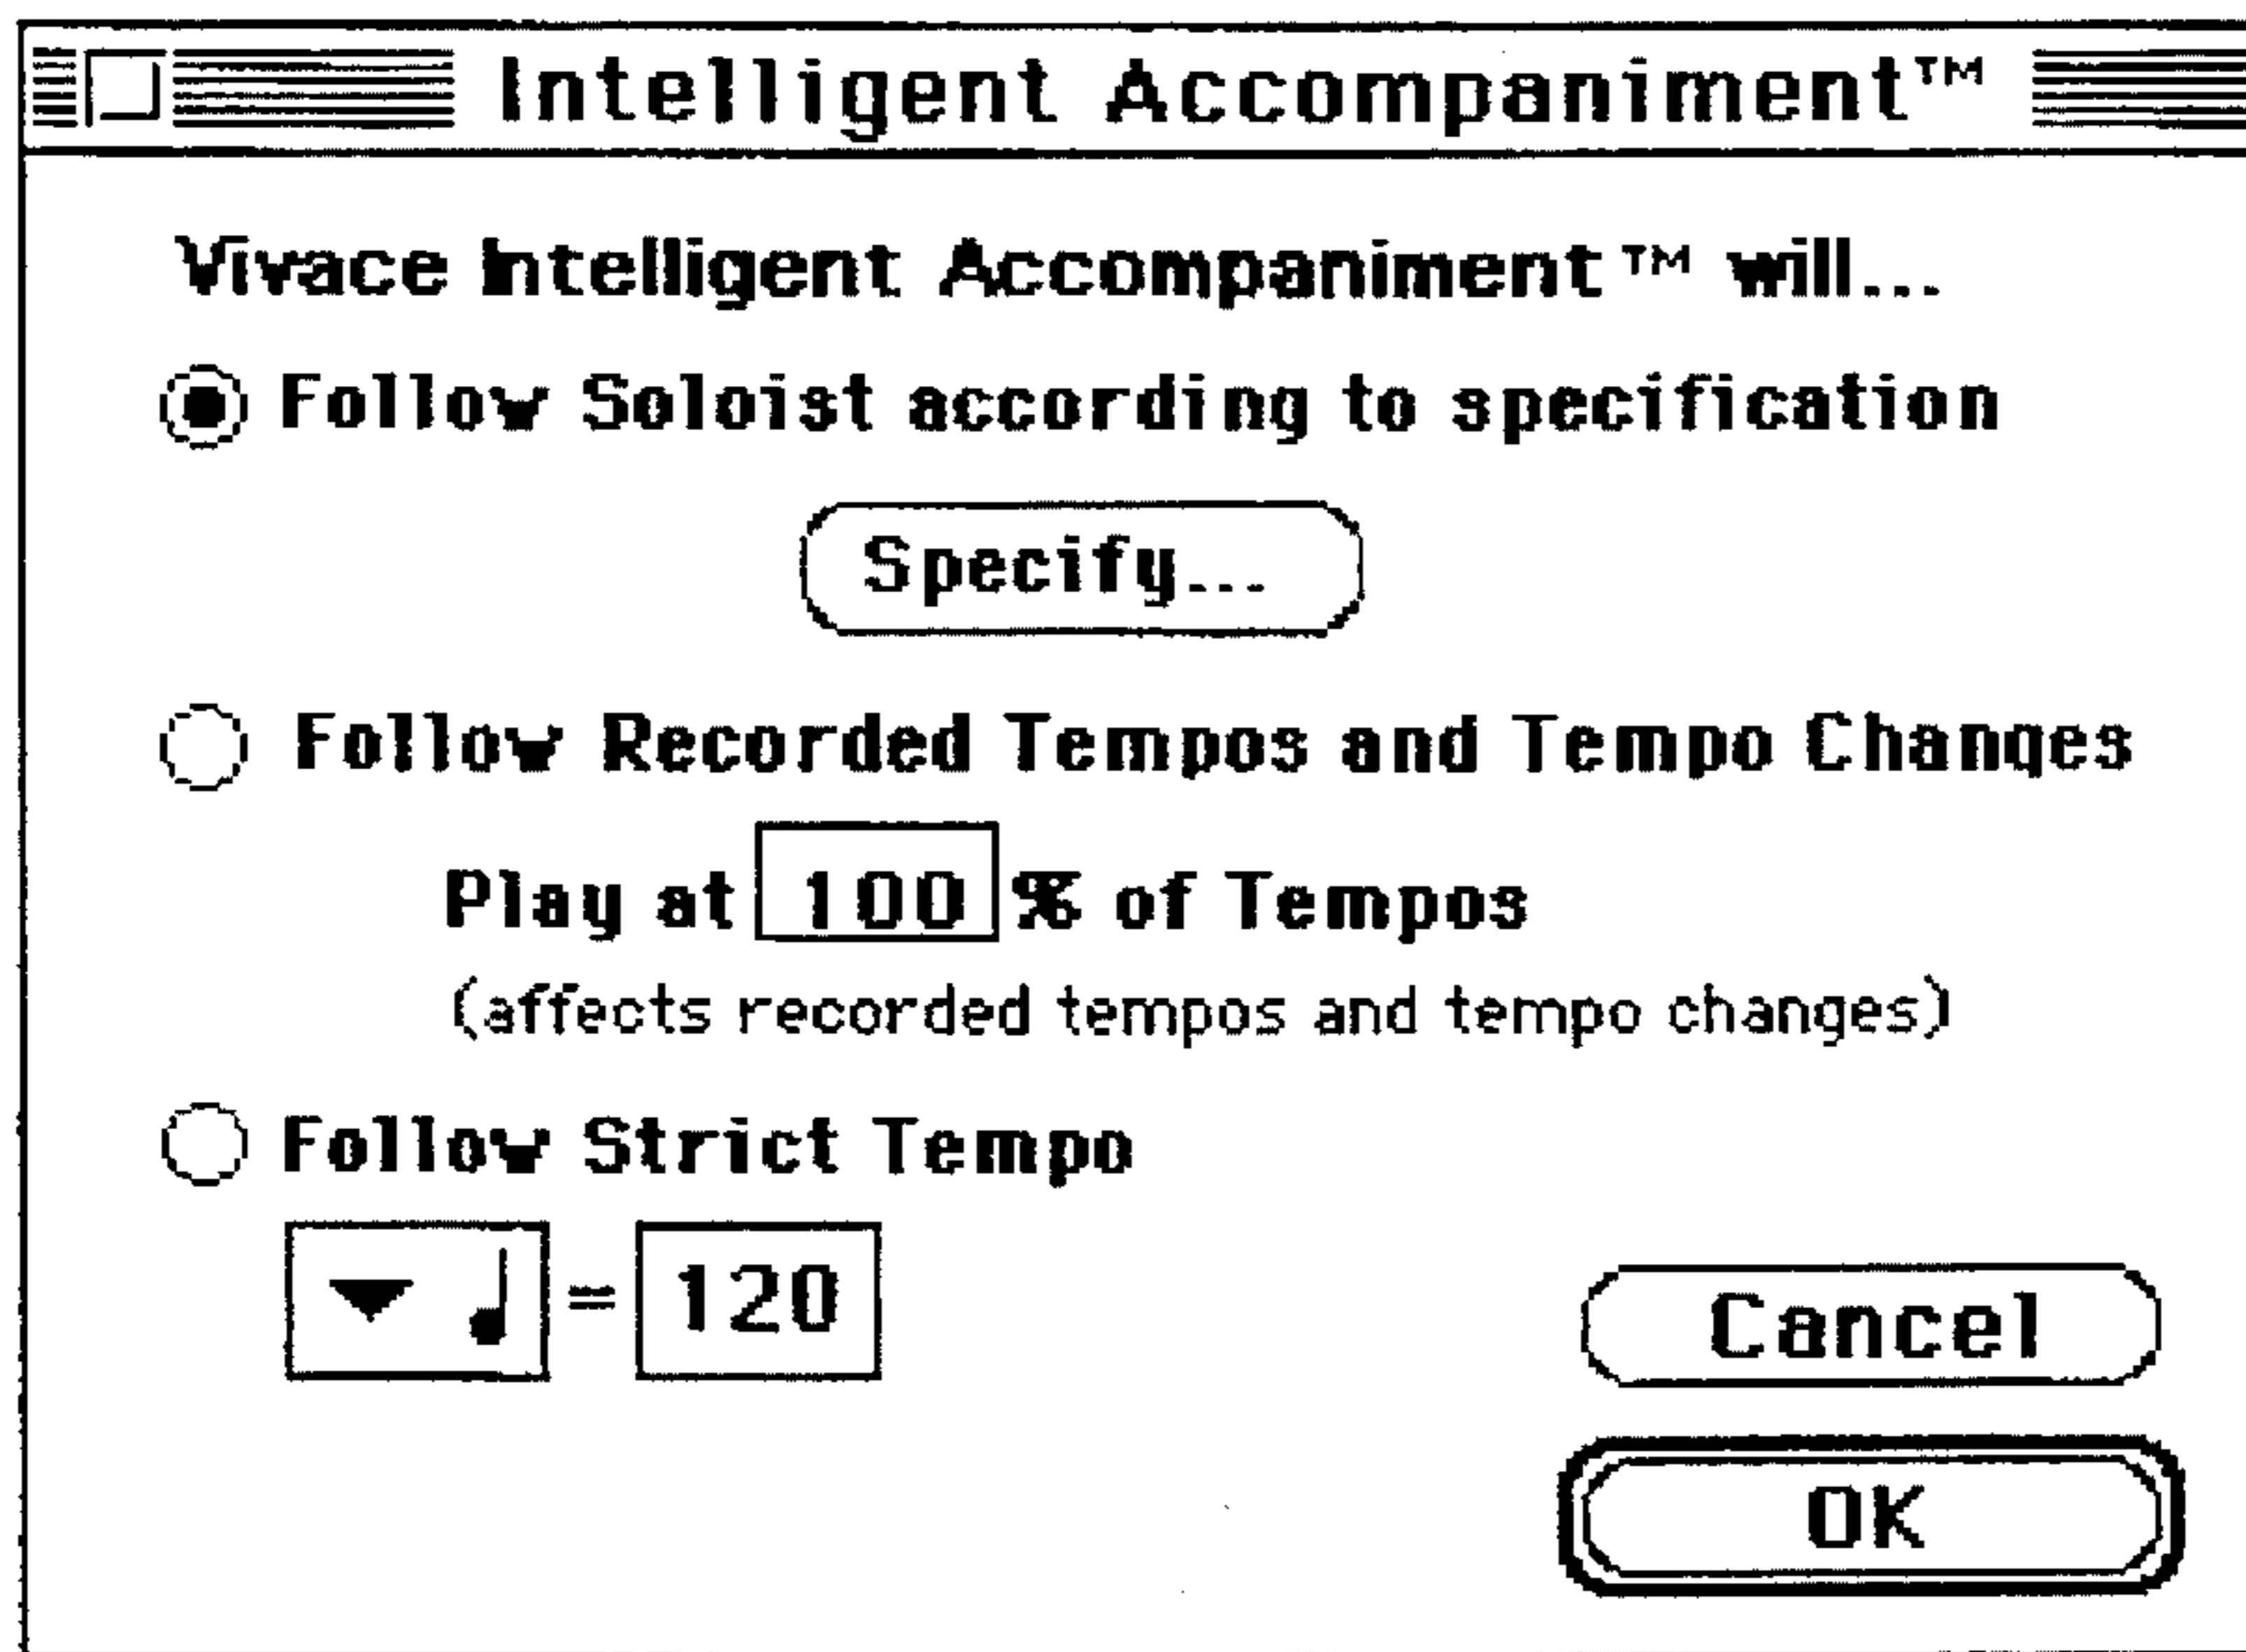 Intelligent Accompaniment™
Vivace Intelligent Accompaniment™ will...
Follow Soloist according to specification
Specify...
Follow Recorded Tempos and Tempo Changes
Play at 100 % of Tempos
(affects recorded tempos and tempo changes)
Follow Strict Tempo
♩ = 120
Cancel
OK